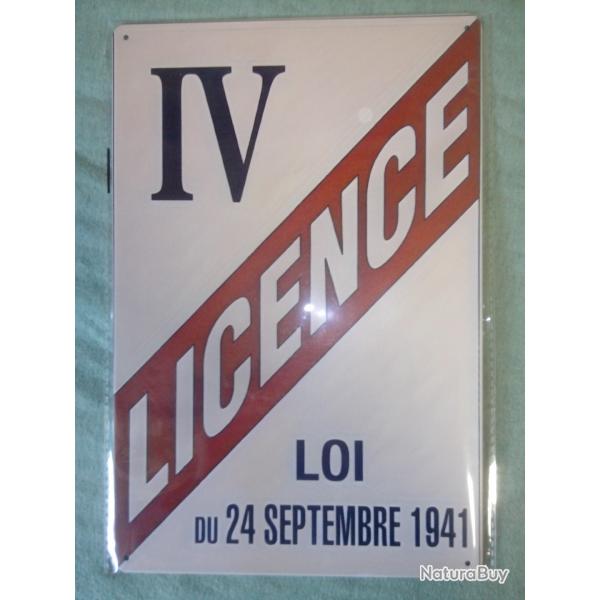 IV
LICENCE
LOI
DU 24 SEPTEMBRE 1941
NaturaBuy